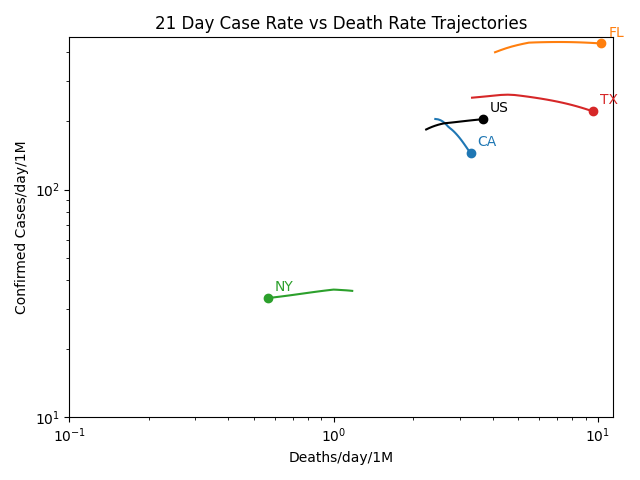 21 Day Case Rate vs Death Rate Trajectories
FL
TX
US
CA
NY
Confirmed Cases/day/1M
10²
10¹
10⁻¹
10⁰
10¹
Deaths/day/1M